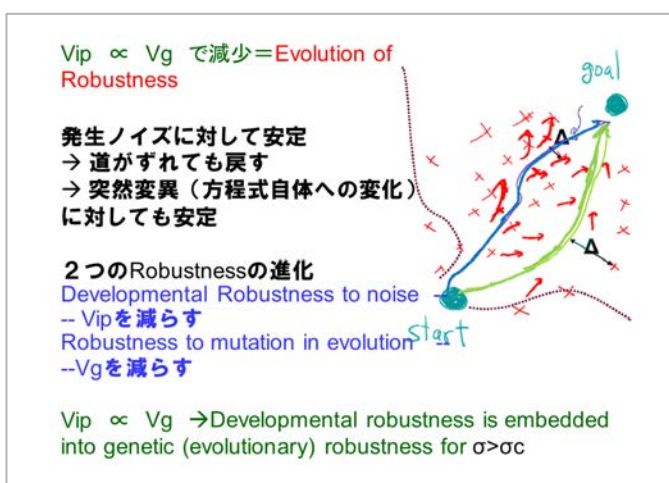 Vip ∝ Vg で減少＝Evolution of
Robustness
goal
発生ノイズに対して安定
→ 道がずれても戻す
→ 突然変異（方程式自体への変化）
に対しても安定
Δ
Δ
２つのRobustnessの進化
Developmental Robustness to noise
-- Vipを減らす
start
Robustness to mutation in evolution --
--Vgを減らす
Vip ∝ Vg →Developmental robustness is embedded
into genetic (evolutionary) robustness for σ>σc